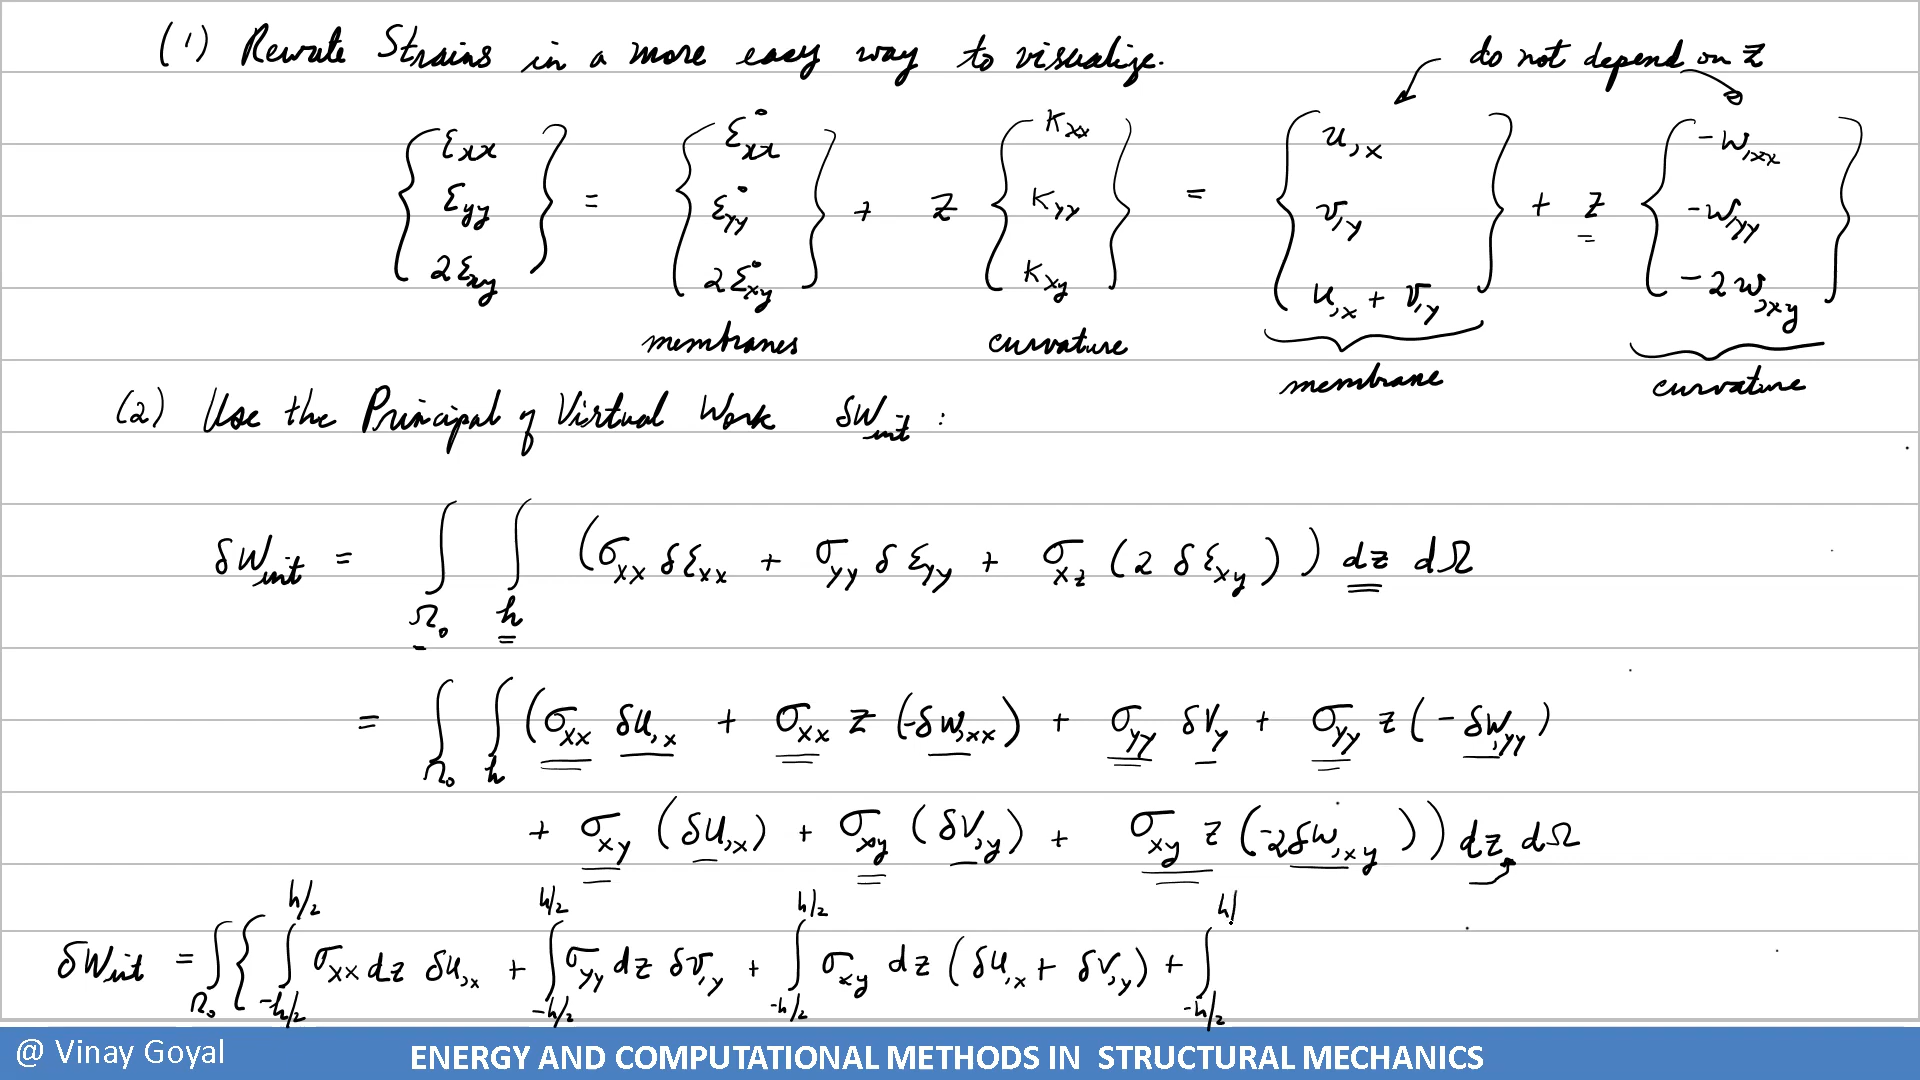 (1) Rewrite Strains in a more easy way to visualize. do not depend on z
{ εxx εyy 2εxy } = { ε°xx ε°yy 2ε°xy } + z { κxx κyy κxy } = { u,x v,y u,x + v,y } + z { -w,xx -w,yy -2w,xy }
membranes curvature membrane curvature
(2) Use the Principal of Virtual Work δWint :
δWint = ∫Ω₀ ∫h (σxx δεxx + σyy δεyy + σxz (2 δεxy)) dz dΩ
= ∫Ω₀ ∫h (σxx δu,x + σxx z (-δw,xx) + σyy δv,y + σyy z (-δw,yy)
+ σxy (δu,x) + σxy (δv,y) + σxy z (-2δw,xy)) dz dΩ
δWint = ∫Ω₀ { ∫-h/2^h/2 σxx dz δu,x + ∫-h/2^h/2 σyy dz δv,y + ∫-h/2^h/2 σxy dz (δu,x + δv,y) + ∫-h/2^h/
@ Vinay Goyal ENERGY AND COMPUTATIONAL METHODS IN STRUCTURAL MECHANICS